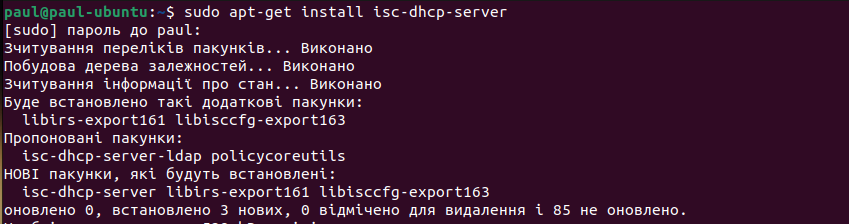 paul@paul-ubuntu:~$ sudo apt-get install isc-dhcp-server
[sudo] пароль до paul:
Зчитування переліків пакунків... Виконано
Побудова дерева залежностей... Виконано
Зчитування інформації про стан... Виконано
Буде встановлено такі додаткові пакунки:
  libirs-export161 libisccfg-export163
Пропоновані пакунки:
  isc-dhcp-server-ldap policycoreutils
НОВІ пакунки, які будуть встановлені:
  isc-dhcp-server libirs-export161 libisccfg-export163
оновлено 0, встановлено 3 нових, 0 відмічено для видалення і 85 не оновлено.